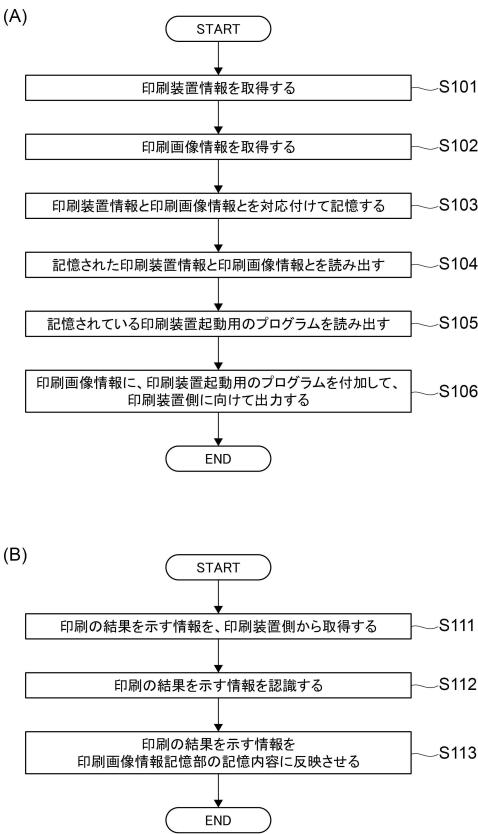 (A)
START
印刷装置情報を取得する
S101
印刷画像情報を取得する
S102
印刷装置情報と印刷画像情報とを対応付けて記憶する
S103
記憶された印刷装置情報と印刷画像情報とを読み出す
S104
記憶されている印刷装置起動用のプログラムを読み出す
S105
印刷画像情報に、印刷装置起動用のプログラムを付加して、
印刷装置側に向けて出力する
S106
END
(B)
START
印刷の結果を示す情報を、印刷装置側から取得する
S111
印刷の結果を示す情報を認識する
S112
印刷の結果を示す情報を
印刷画像情報記憶部の記憶内容に反映させる
S113
END